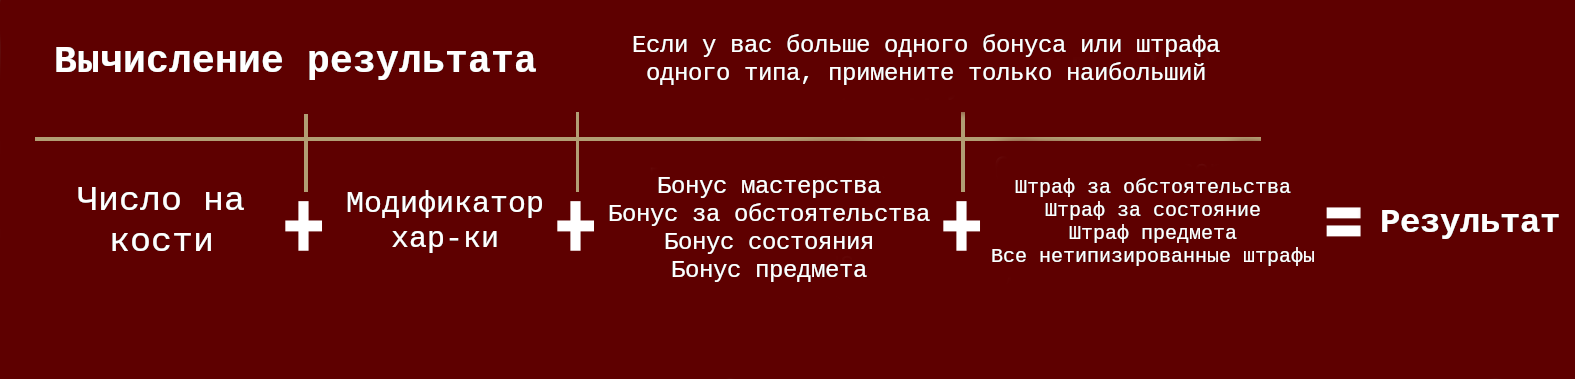 Вычисление результата
Если у вас больше одного бонуса или штрафа
одного типа, примените только наибольший
Число на
кости
+
Модификатор
хар-ки
+
Бонус мастерства
Бонус за обстоятельства
Бонус состояния
Бонус предмета
+
Штраф за обстоятельства
Штраф за состояние
Штраф предмета
Все нетипизированные штрафы
=
Результат